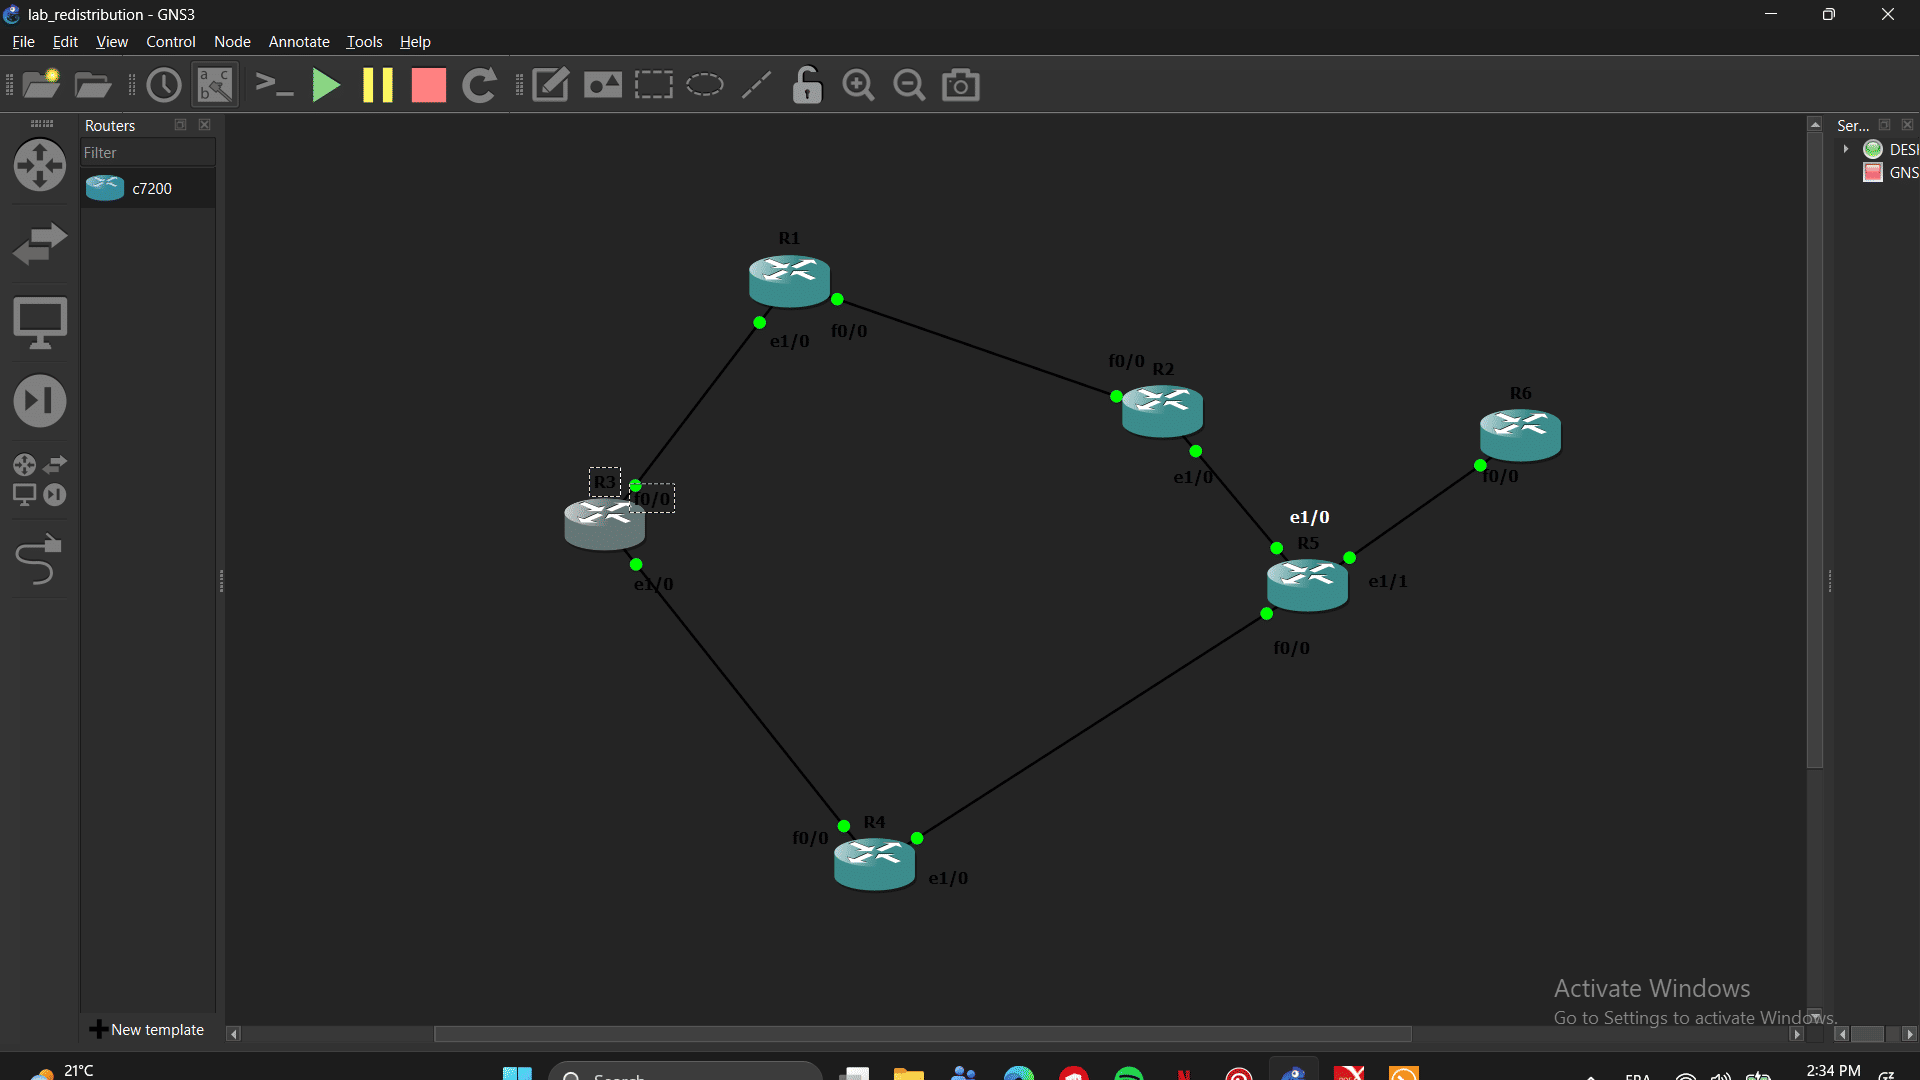 lab_redistribution - GNS3
File Edit View Control Node Annotate Tools Help
Routers
Filter
c7200
New template
R1
e1/0
f0/0
f0/0
R2
e1/0
R6
f0/0
R3
f0/0
e1/0
e1/0
R5
e1/1
f0/0
R4
f0/0
e1/0
Ser...
DESI
GNS
Activate Windows
Go to Settings to activate Windows.
21°C
Search
FRA
2:34 PM